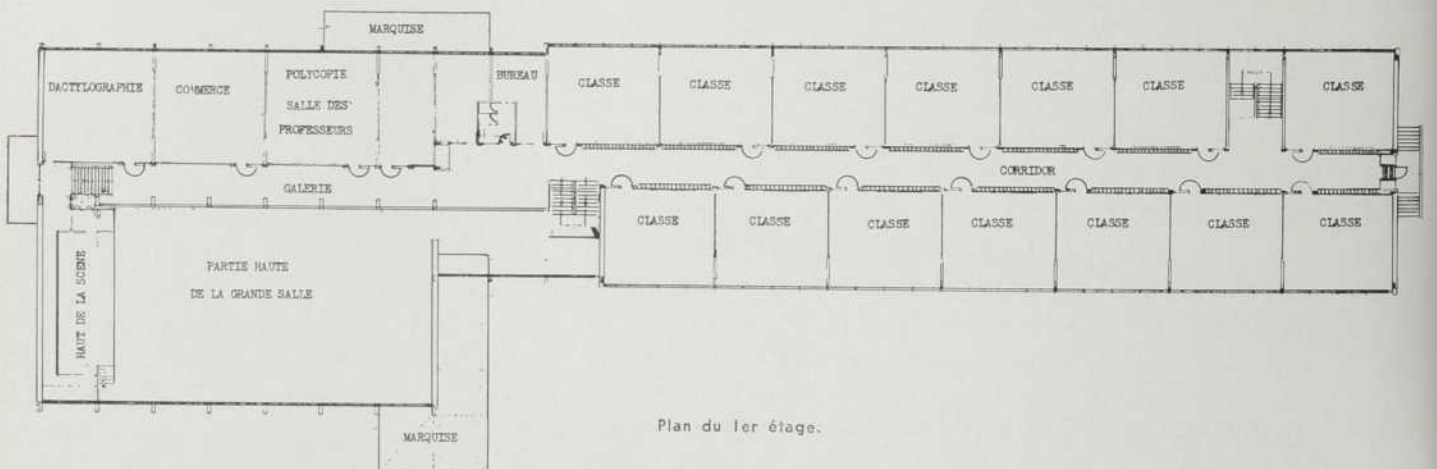 MARQUISE
DACTYLOGRAPHIE
COMMERCE
POLYCOPIE
SALLE DES
PROFESSEURS
BUREAU
CLASSE
CLASSE
CLASSE
CLASSE
CLASSE
CLASSE
CLASSE
GALERIE
CORRIDOR
CLASSE
CLASSE
CLASSE
CLASSE
CLASSE
CLASSE
CLASSE
HAUT DE LA SCENE
PARTIE HAUTE
DE LA GRANDE SALLE
MARQUISE
Plan du 1er étage.